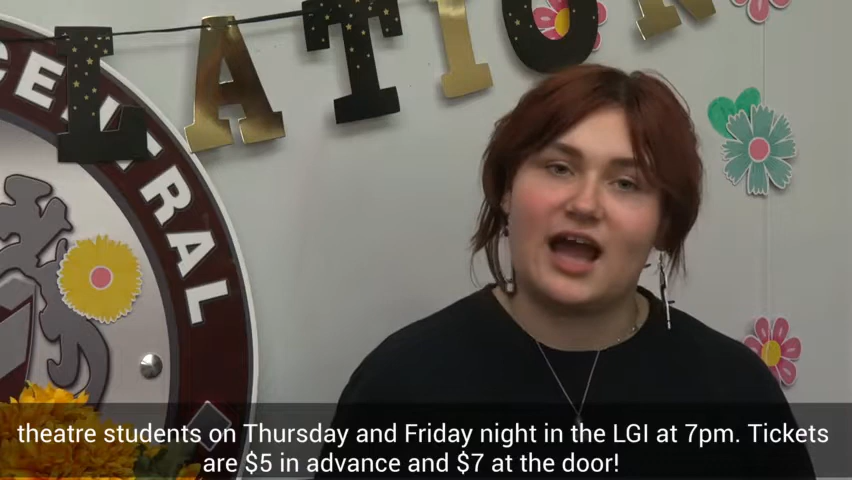 LATION
CENTRAL
theatre students on Thursday and Friday night in the LGI at 7pm. Tickets
are $5 in advance and $7 at the door!